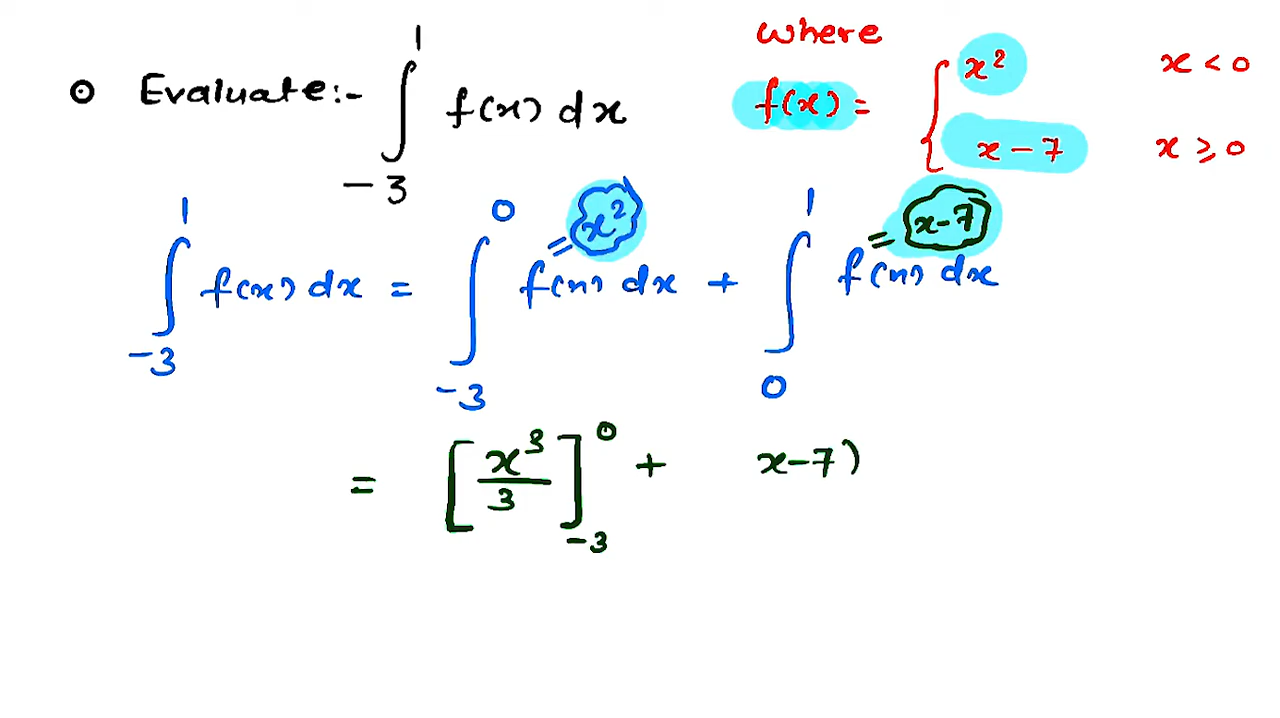 ⊙ Evaluate:- ∫_{-3}^{1} f(x) dx where f(x) = { x² x < 0
x - 7 x ⩾ 0
∫_{-3}^{1} f(x) dx = ∫_{-3}^{0} f(x) = x² dx + ∫_{0}^{1} f(x) = x-7 dx
= [x³/3]_{-3}^{0} + x-7)